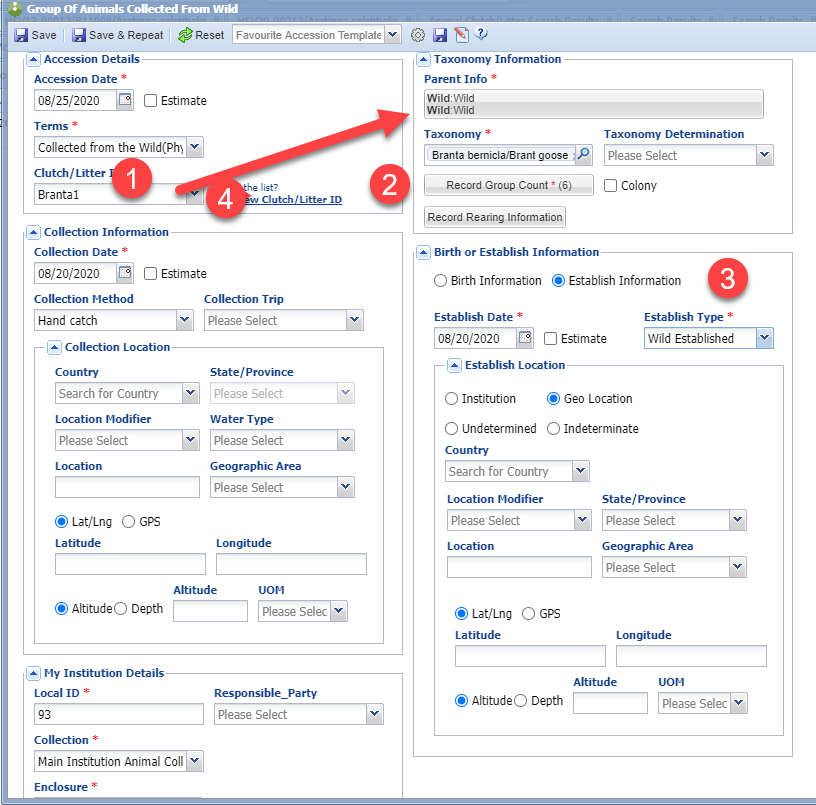 Group Of Animals Collected From Wild
Save Save & Repeat Reset Favourite Accession Template
Accession Details
Accession Date *
08/25/2020 Estimate
Terms *
Collected from the Wild(Phy
Clutch/Litter
Branta1
1
4
the list?
Clutch/Litter ID
Collection Information
Collection Date *
08/20/2020 Estimate
Collection Method Collection Trip
Hand catch Please Select
Collection Location
Country State/Province
Search for Country Please Select
Location Modifier Water Type
Please Select Please Select
Location Geographic Area
Please Select
Lat/Lng GPS
Latitude Longitude
Altitude UOM
Altitude Depth Please Selec
My Institution Details
Local ID * Responsible_Party
93 Please Select
Collection *
Main Institution Animal Coll
Enclosure *
Taxonomy Information
Parent Info *
Wild:Wild
Wild:Wild
Taxonomy * Taxonomy Determination
Branta bernicla/Brant goose Please Select
2
Record Group Count * (6) Colony
Record Rearing Information
Birth or Establish Information
Birth Information Establish Information
3
Establish Date * Establish Type *
08/20/2020 Estimate Wild Established
Establish Location
Institution Geo Location
Undetermined Indeterminate
Country
Search for Country
Location Modifier State/Province
Please Select Please Select
Location Geographic Area
Please Select
Lat/Lng GPS
Latitude Longitude
Altitude UOM
Altitude Depth Please Selec